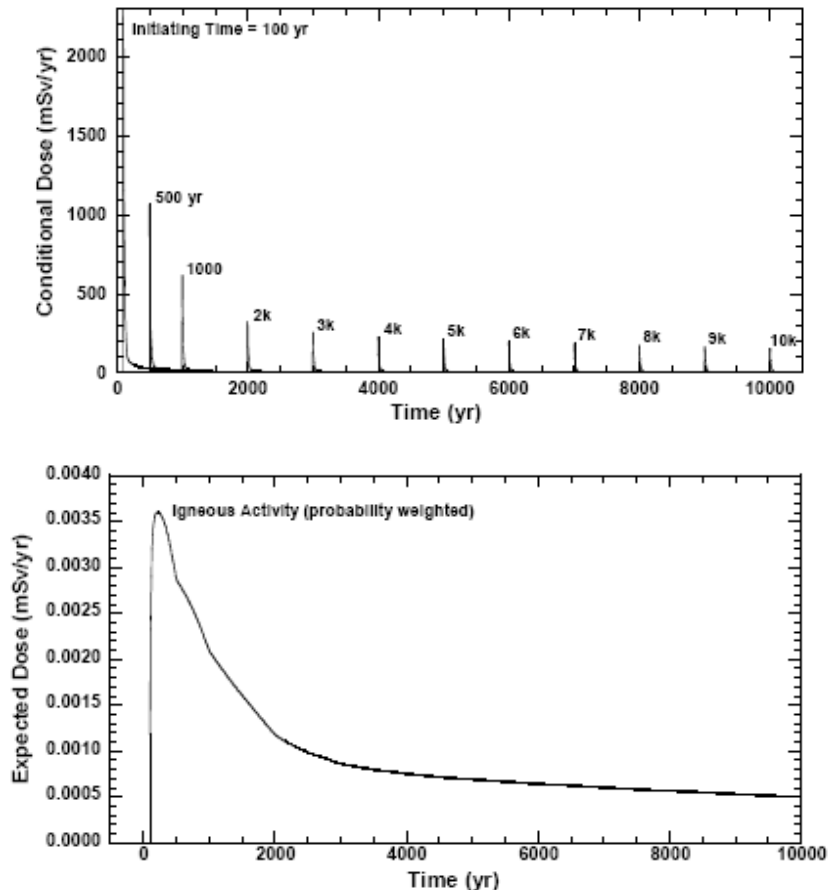 Initiating Time = 100 yr
Conditional Dose (mSv/yr)
2000
1500
1000
500
0
500 yr
1000
2k
3k
4k
5k
6k
7k
8k
9k
10k
0 2000 4000 6000 8000 10000
Time (yr)
Igneous Activity (probability weighted)
Expected Dose (mSv/yr)
0.0040
0.0035
0.0030
0.0025
0.0020
0.0015
0.0010
0.0005
0.0000
0 2000 4000 6000 8000 10000
Time (yr)